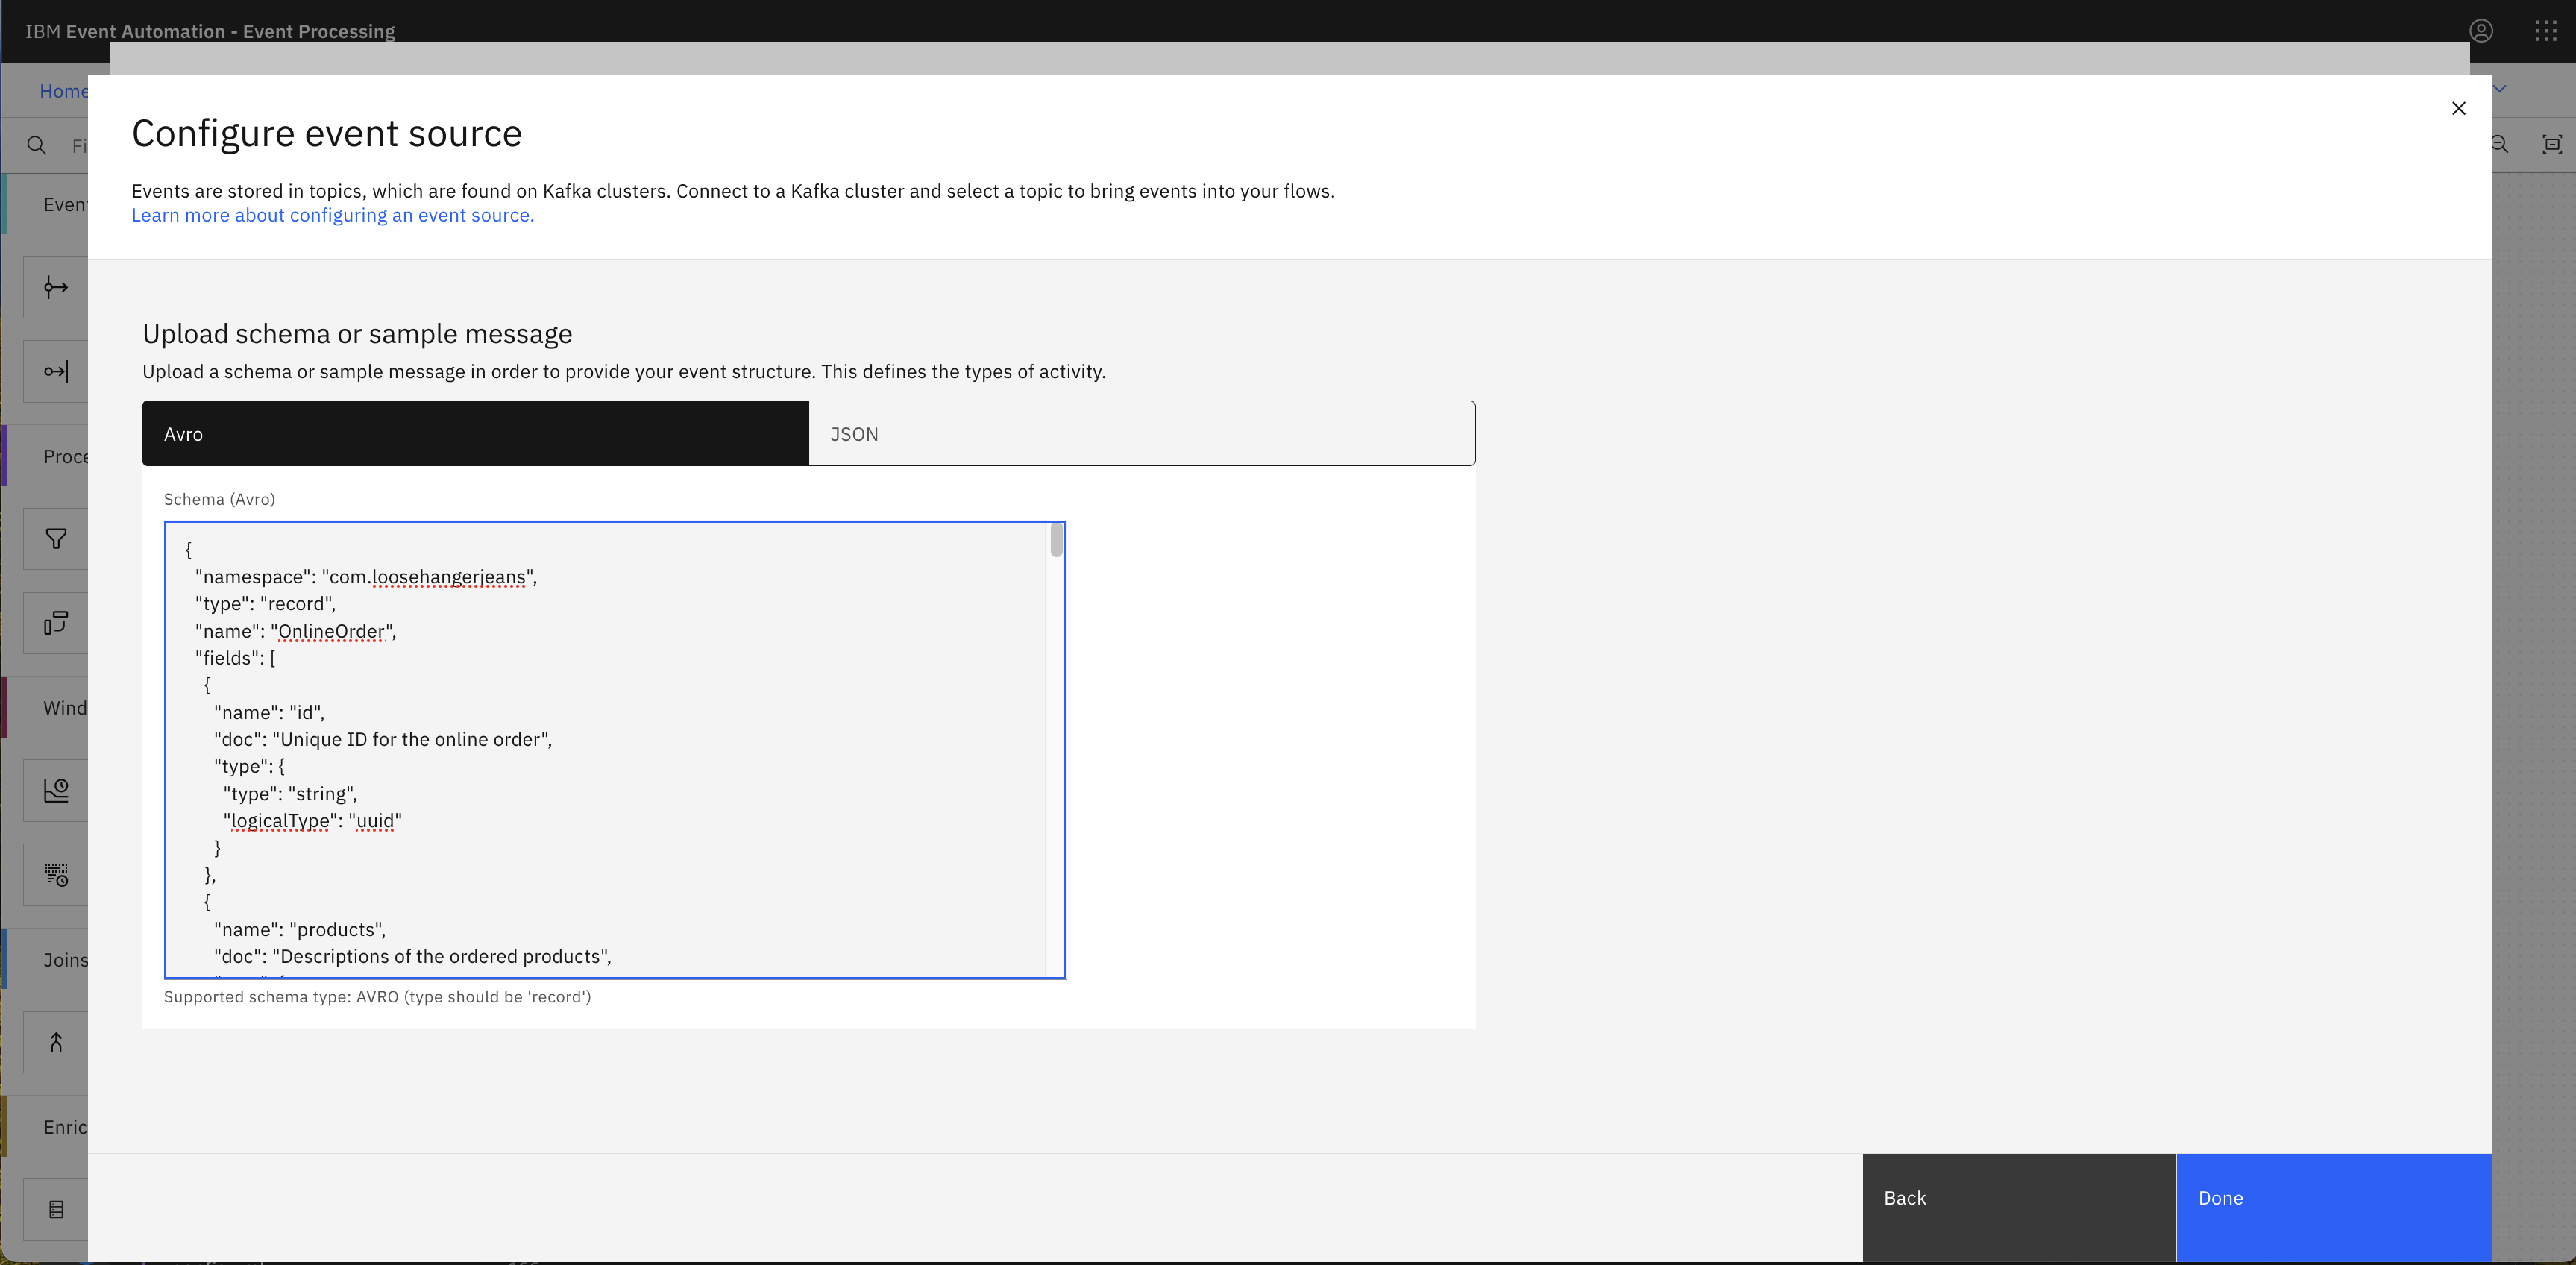 IBM Event Automation - Event Processing
Home
Fi
Configure event source
Events are stored in topics, which are found on Kafka clusters. Connect to a Kafka cluster and select a topic to bring events into your flows.
Learn more about configuring an event source.
Even
Proce
Wind
Joins
Enric
Upload schema or sample message
Upload a schema or sample message in order to provide your event structure. This defines the types of activity.
Avro
JSON
Schema (Avro)
{
"namespace": "com.loosehangerjeans",
"type": "record",
"name": "OnlineOrder",
"fields": [
{
"name": "id",
"doc": "Unique ID for the online order",
"type": {
"type": "string",
"logicalType": "uuid"
}
},
{
"name": "products",
"doc": "Descriptions of the ordered products",
Supported schema type: AVRO (type should be 'record')
Back
Done